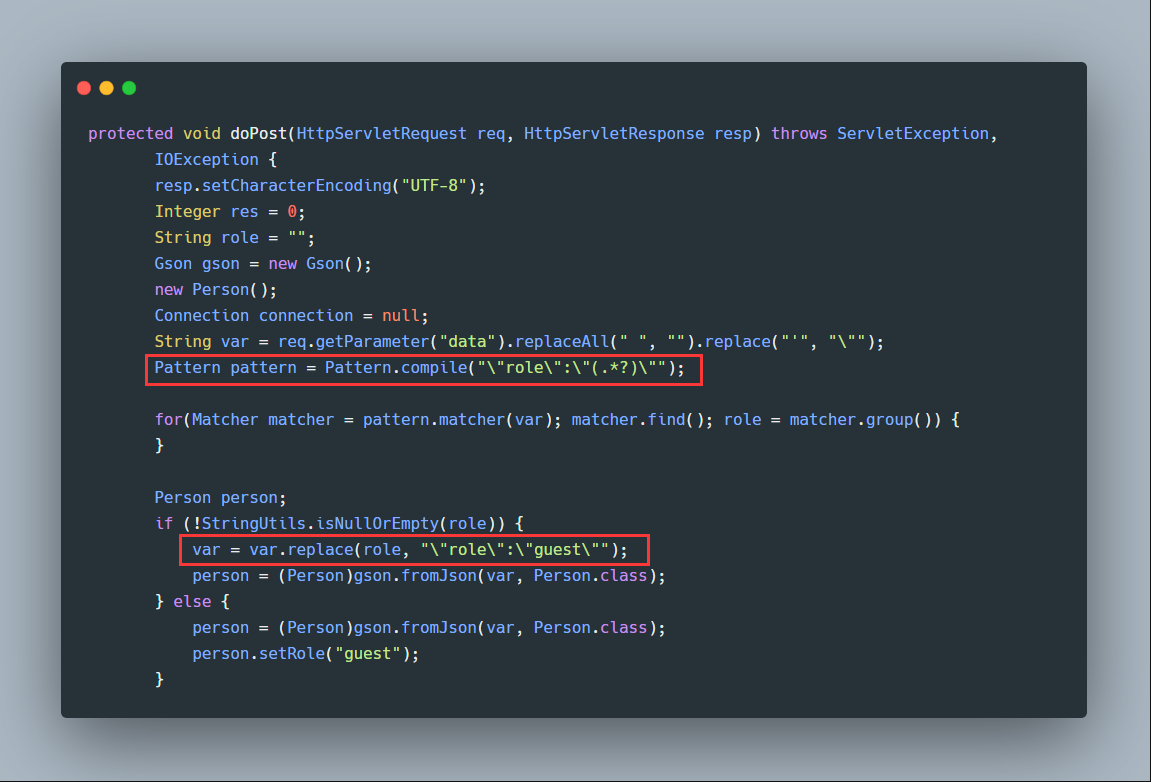 protected void doPost(HttpServletRequest req, HttpServletResponse resp) throws ServletException,
IOException {
resp.setCharacterEncoding("UTF-8");
Integer res = 0;
String role = "";
Gson gson = new Gson();
new Person();
Connection connection = null;
String var = req.getParameter("data").replaceAll(" ", "").replace("'", "\"");
Pattern pattern = Pattern.compile("\"role\":\"(.*?)\"");
for(Matcher matcher = pattern.matcher(var); matcher.find(); role = matcher.group()) {
}
Person person;
if (!StringUtils.isNullOrEmpty(role)) {
var = var.replace(role, "\"role\":\"guest\"");
person = (Person)gson.fromJson(var, Person.class);
} else {
person = (Person)gson.fromJson(var, Person.class);
person.setRole("guest");
}